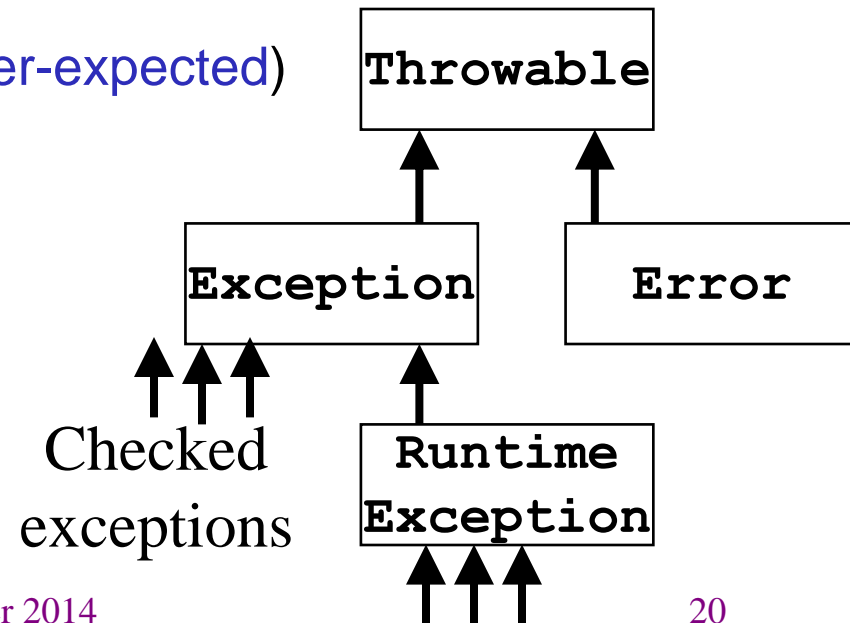 er-expected)
Throwable
Exception
Error
Checked
exceptions
Runtime
Exception
r 2014
20